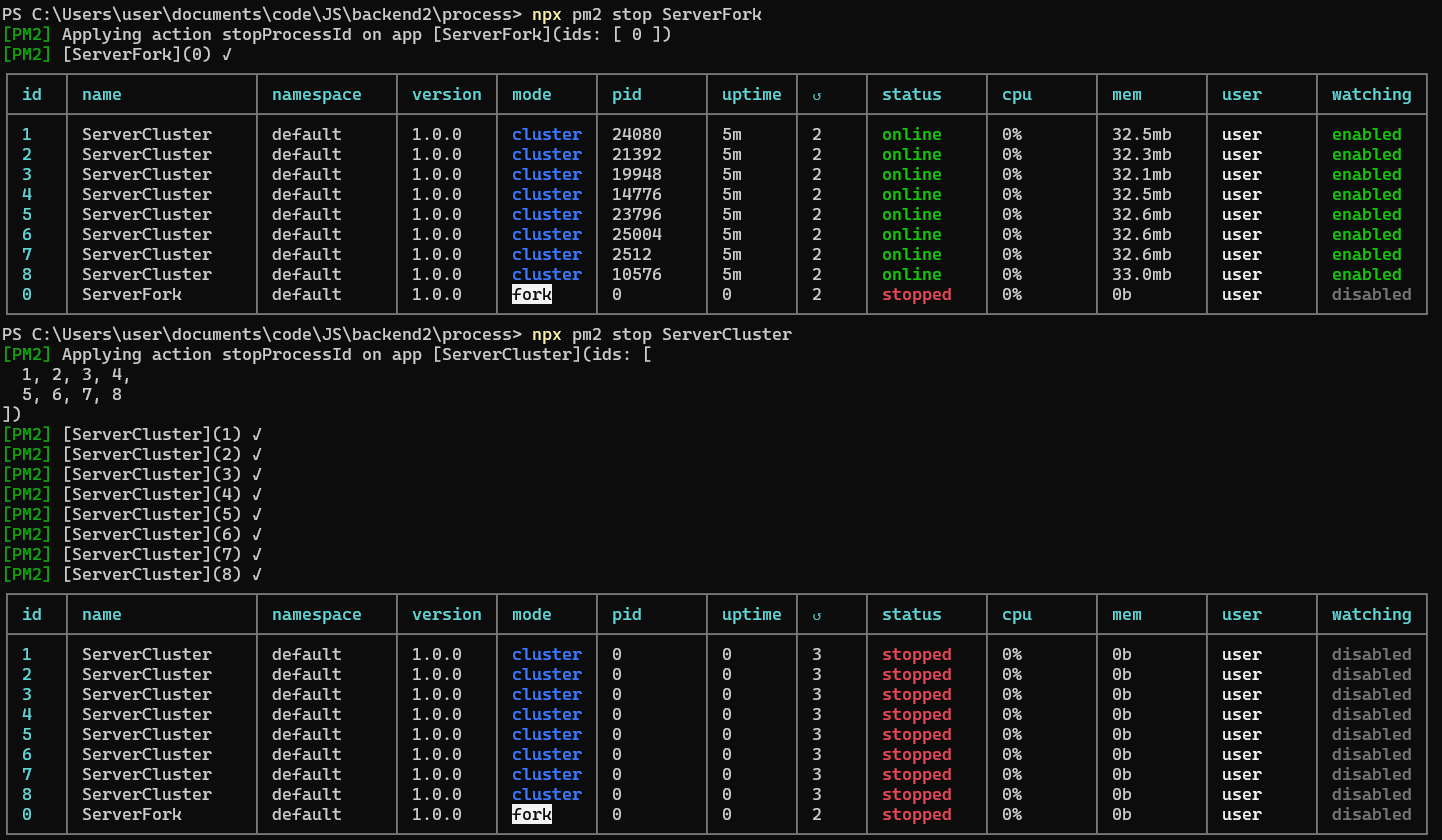 PS C:\Users\user\documents\code\JS\backend2\process> npx pm2 stop ServerFork
[PM2] Applying action stopProcessId on app [ServerFork](ids: [ 0 ])
[PM2] [ServerFork](0) ✓
id name namespace version mode pid uptime ↺ status cpu mem user watching
1 ServerCluster default 1.0.0 cluster 24080 5m 2 online 0% 32.5mb user enabled
2 ServerCluster default 1.0.0 cluster 21392 5m 2 online 0% 32.3mb user enabled
3 ServerCluster default 1.0.0 cluster 19948 5m 2 online 0% 32.1mb user enabled
4 ServerCluster default 1.0.0 cluster 14776 5m 2 online 0% 32.5mb user enabled
5 ServerCluster default 1.0.0 cluster 23796 5m 2 online 0% 32.6mb user enabled
6 ServerCluster default 1.0.0 cluster 25004 5m 2 online 0% 32.6mb user enabled
7 ServerCluster default 1.0.0 cluster 2512 5m 2 online 0% 32.6mb user enabled
8 ServerCluster default 1.0.0 cluster 10576 5m 2 online 0% 33.0mb user enabled
0 ServerFork default 1.0.0 fork 0 0 2 stopped 0% 0b user disabled
PS C:\Users\user\documents\code\JS\backend2\process> npx pm2 stop ServerCluster
[PM2] Applying action stopProcessId on app [ServerCluster](ids: [
1, 2, 3, 4,
5, 6, 7, 8
])
[PM2] [ServerCluster](1) ✓
[PM2] [ServerCluster](2) ✓
[PM2] [ServerCluster](3) ✓
[PM2] [ServerCluster](4) ✓
[PM2] [ServerCluster](5) ✓
[PM2] [ServerCluster](6) ✓
[PM2] [ServerCluster](7) ✓
[PM2] [ServerCluster](8) ✓
id name namespace version mode pid uptime ↺ status cpu mem user watching
1 ServerCluster default 1.0.0 cluster 0 0 3 stopped 0% 0b user disabled
2 ServerCluster default 1.0.0 cluster 0 0 3 stopped 0% 0b user disabled
3 ServerCluster default 1.0.0 cluster 0 0 3 stopped 0% 0b user disabled
4 ServerCluster default 1.0.0 cluster 0 0 3 stopped 0% 0b user disabled
5 ServerCluster default 1.0.0 cluster 0 0 3 stopped 0% 0b user disabled
6 ServerCluster default 1.0.0 cluster 0 0 3 stopped 0% 0b user disabled
7 ServerCluster default 1.0.0 cluster 0 0 3 stopped 0% 0b user disabled
8 ServerCluster default 1.0.0 cluster 0 0 3 stopped 0% 0b user disabled
0 ServerFork default 1.0.0 fork 0 0 2 stopped 0% 0b user disabled